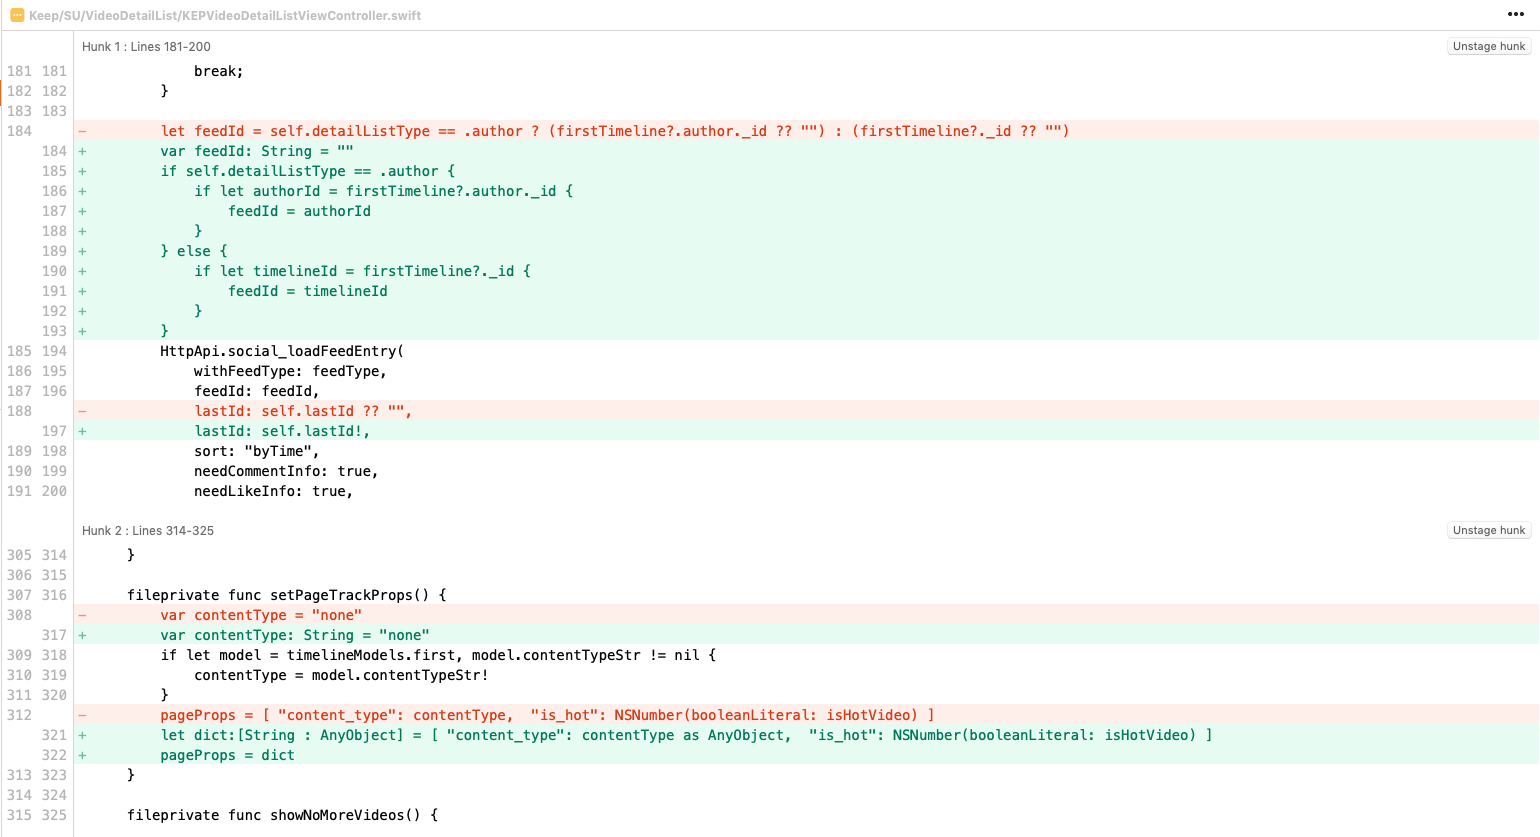 Keep/SU/VideoDetailList/KEPVideoDetailListViewController.swift
Hunk 1 : Lines 181-200 Unstage hunk
181 181 break;
182 182 }
183 183
184 - let feedId = self.detailListType == .author ? (firstTimeline?.author._id ?? "") : (firstTimeline?._id ?? "")
184 + var feedId: String = ""
185 + if self.detailListType == .author {
186 + if let authorId = firstTimeline?.author._id {
187 + feedId = authorId
188 + }
189 + } else {
190 + if let timelineId = firstTimeline?._id {
191 + feedId = timelineId
192 + }
193 + }
185 194 HttpApi.social_loadFeedEntry(
186 195 withFeedType: feedType,
187 196 feedId: feedId,
188 - lastId: self.lastId ?? "",
197 + lastId: self.lastId!,
189 198 sort: "byTime",
190 199 needCommentInfo: true,
191 200 needLikeInfo: true,
Hunk 2 : Lines 314-325 Unstage hunk
305 314 }
306 315
307 316 fileprivate func setPageTrackProps() {
308 - var contentType = "none"
317 + var contentType: String = "none"
309 318 if let model = timelineModels.first, model.contentTypeStr != nil {
310 319 contentType = model.contentTypeStr!
311 320 }
312 - pageProps = [ "content_type": contentType,  "is_hot": NSNumber(booleanLiteral: isHotVideo) ]
321 + let dict:[String : AnyObject] = [ "content_type": contentType as AnyObject,  "is_hot": NSNumber(booleanLiteral: isHotVideo) ]
322 + pageProps = dict
313 323 }
314 324
315 325 fileprivate func showNoMoreVideos() {